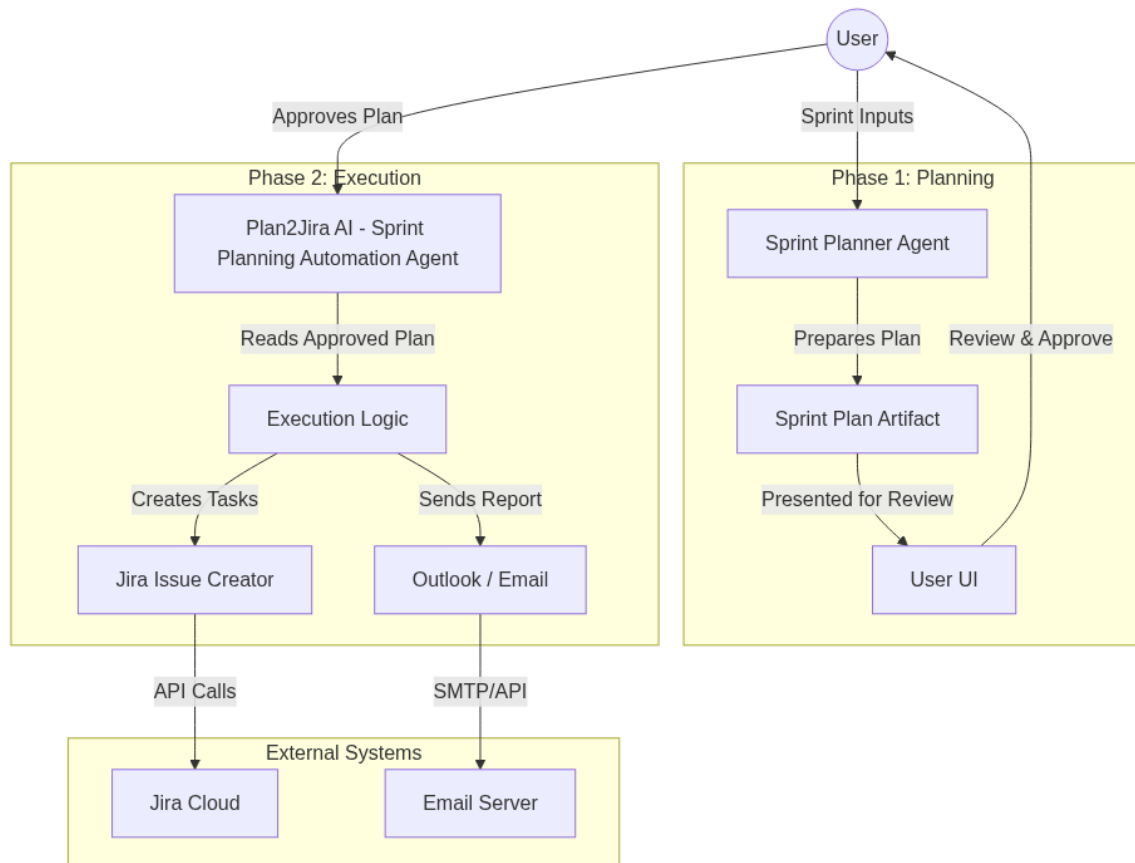 User
Approves Plan
Sprint Inputs
Phase 2: Execution
Phase 1: Planning
Plan2Jira AI - Sprint
Planning Automation Agent
Sprint Planner Agent
Reads Approved Plan
Prepares Plan
Review & Approve
Execution Logic
Sprint Plan Artifact
Creates Tasks
Sends Report
Presented for Review
Jira Issue Creator
Outlook / Email
User UI
API Calls
SMTP/API
External Systems
Jira Cloud
Email Server